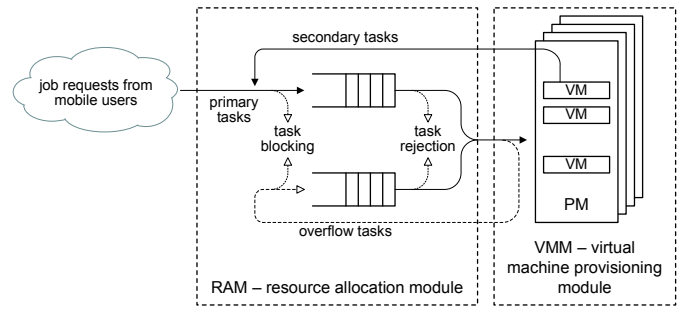 secondary tasks
job requests from
mobile users
primary
tasks
task
blocking
task
rejection
overflow tasks
RAM – resource allocation module
VM
VM
VM
PM
VMM – virtual
machine provisioning
module